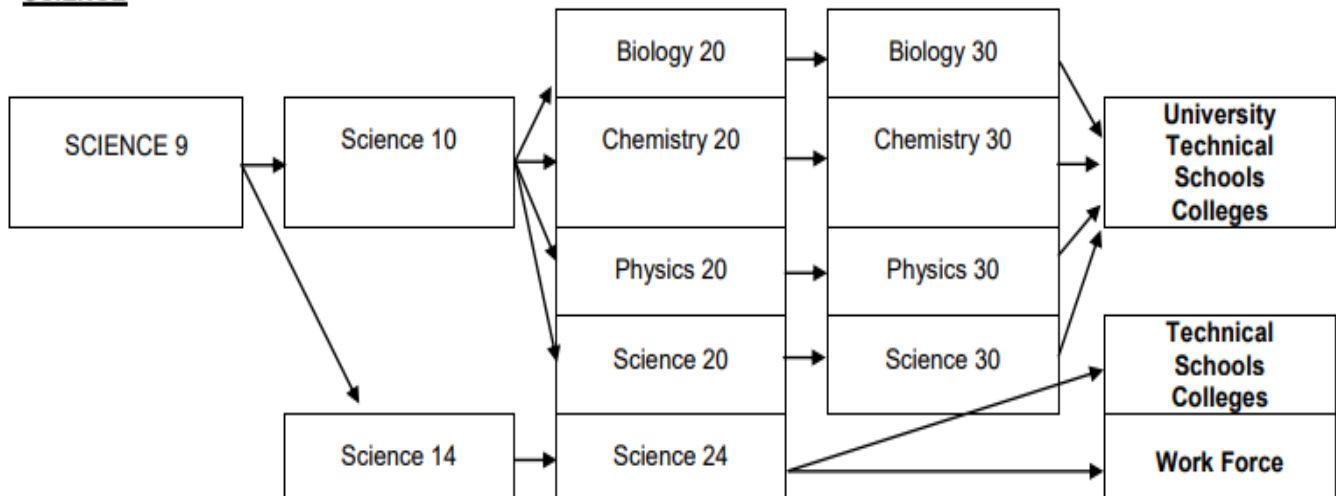 Biology 20
Biology 30
SCIENCE 9
Science 10
Chemistry 20
Chemistry 30
University
Technical
Schools
Colleges
Physics 20
Physics 30
Science 20
Science 30
Technical
Schools
Colleges
Science 14
Science 24
Work Force